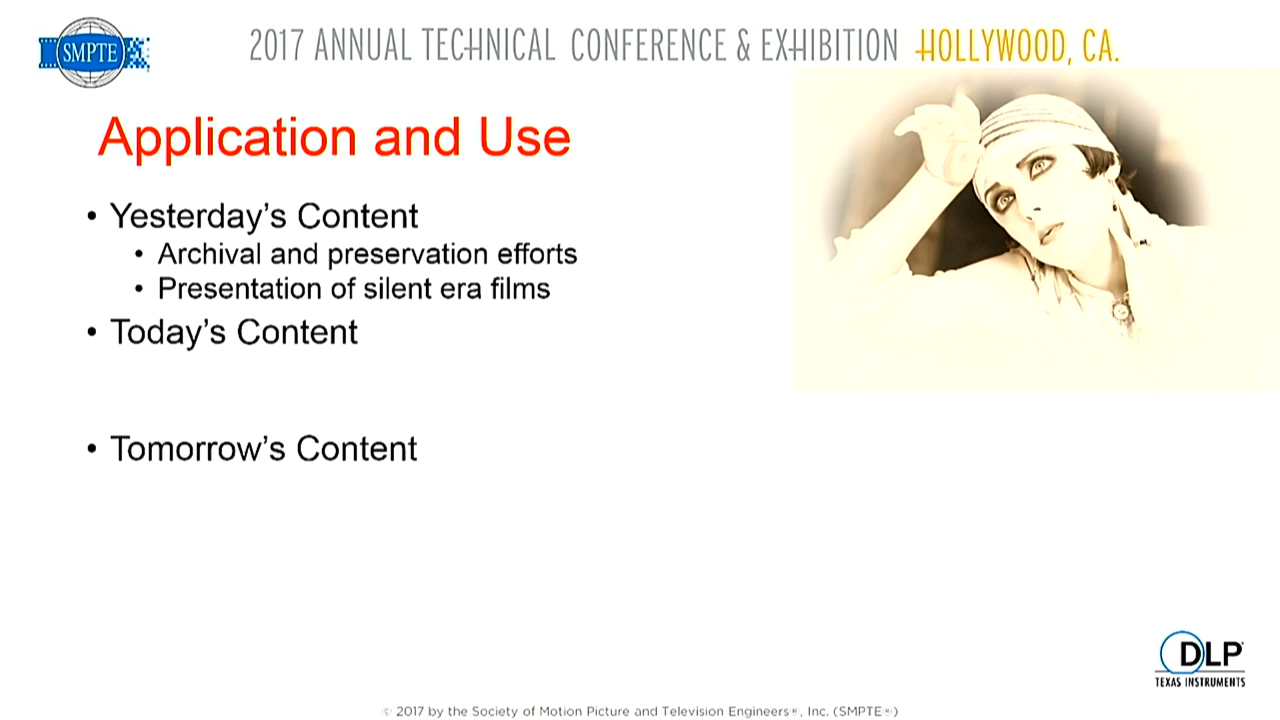 SMPTE
2017 ANNUAL TECHNICAL CONFERENCE & EXHIBITION HOLLYWOOD, CA.
Application and Use
• Yesterday’s Content
• Archival and preservation efforts
• Presentation of silent era films
• Today’s Content
• Tomorrow’s Content
DLP
TEXAS INSTRUMENTS
© 2017 by the Society of Motion Picture and Television Engineers®, Inc. (SMPTE®)